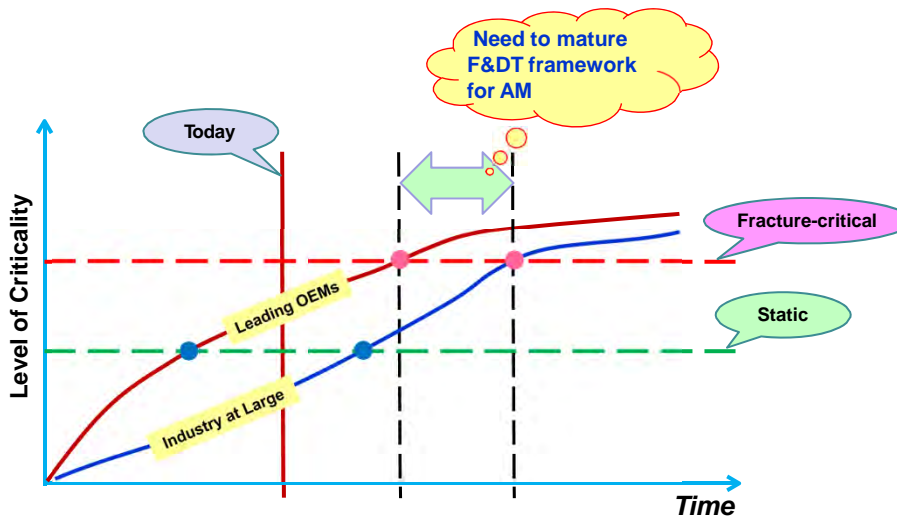 Need to mature
F&DT framework
for AM
Today
Fracture-critical
Static
Leading OEMs
Industry at Large
Level of Criticality
Time